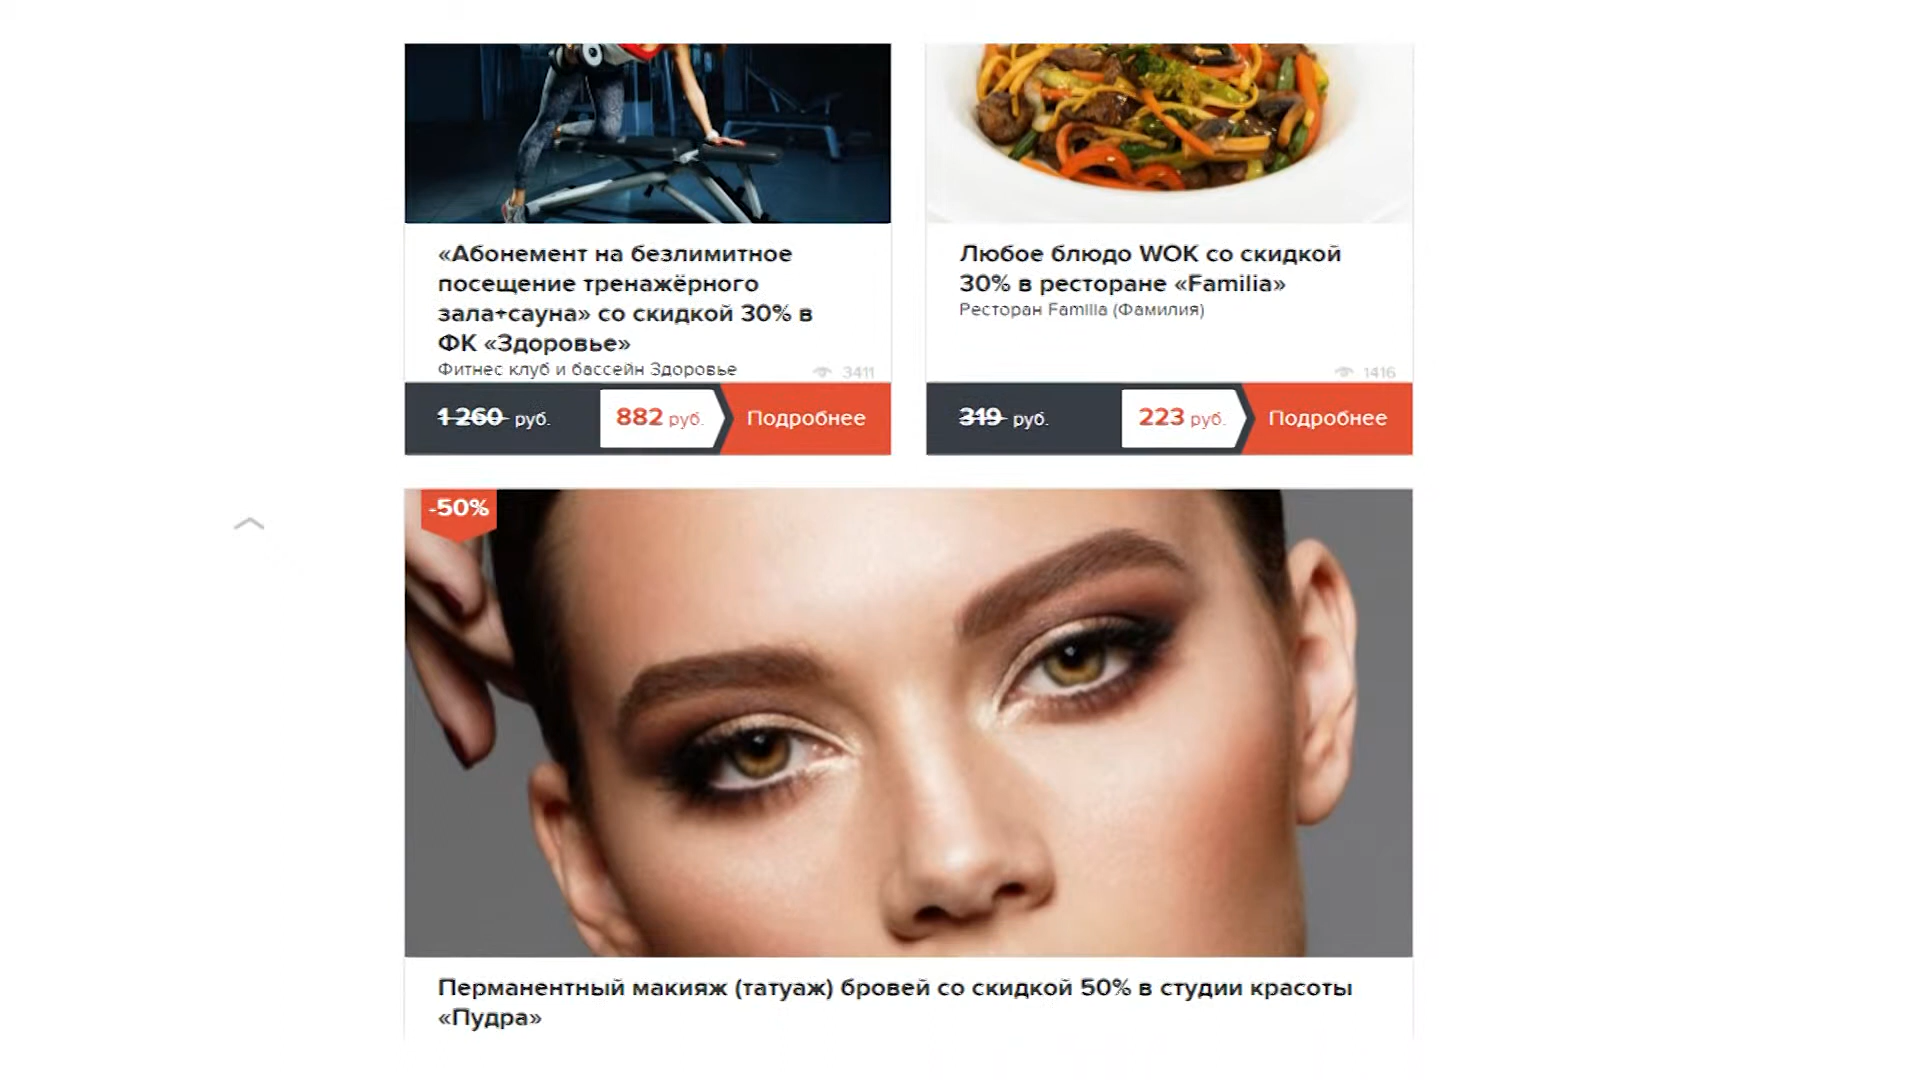 «Абонемент на безлимитное
посещение тренажёрного
зала+сауна» со скидкой 30% в
ФК «Здоровье»
Фитнес клуб и бассейн Здоровье
3411
1 260 руб.
882 руб.
Подробнее
Любое блюдо WOK со скидкой
30% в ресторане «Familia»
Ресторан Familia (Фамилия)
1416
319 руб.
223 руб.
Подробнее
-50%
Перманентный макияж (татуаж) бровей со скидкой 50% в студии красоты
«Пудра»